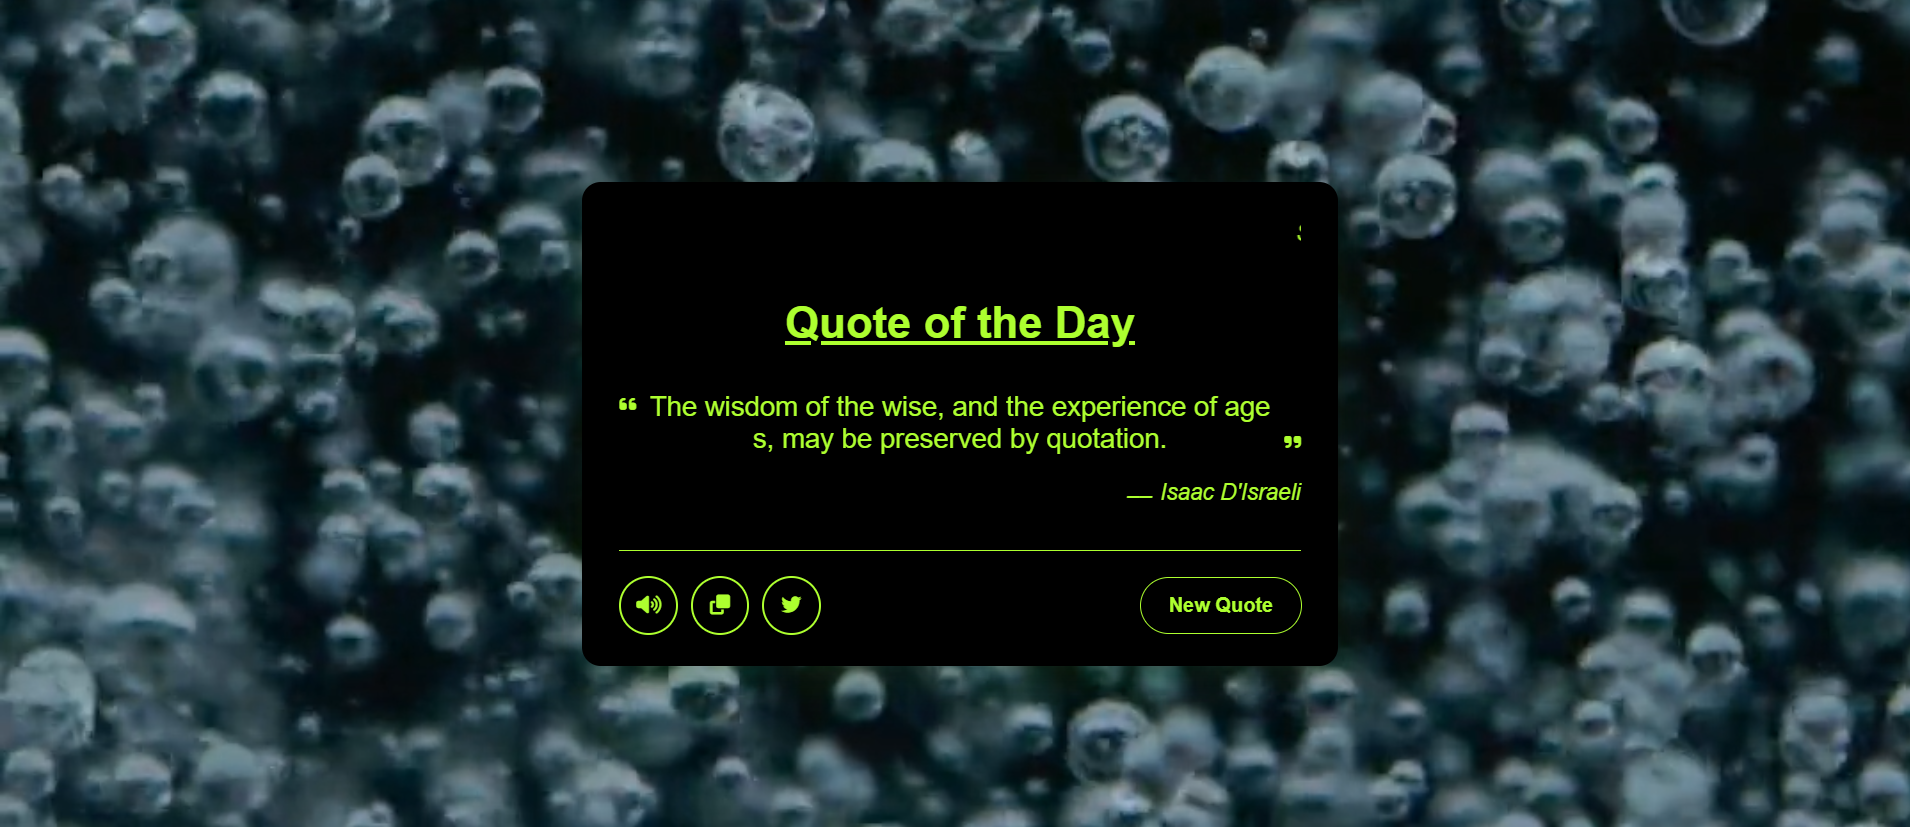 Quote of the Day
“ The wisdom of the wise, and the experience of age
s, may be preserved by quotation. ”
— Isaac D'Israeli
New Quote